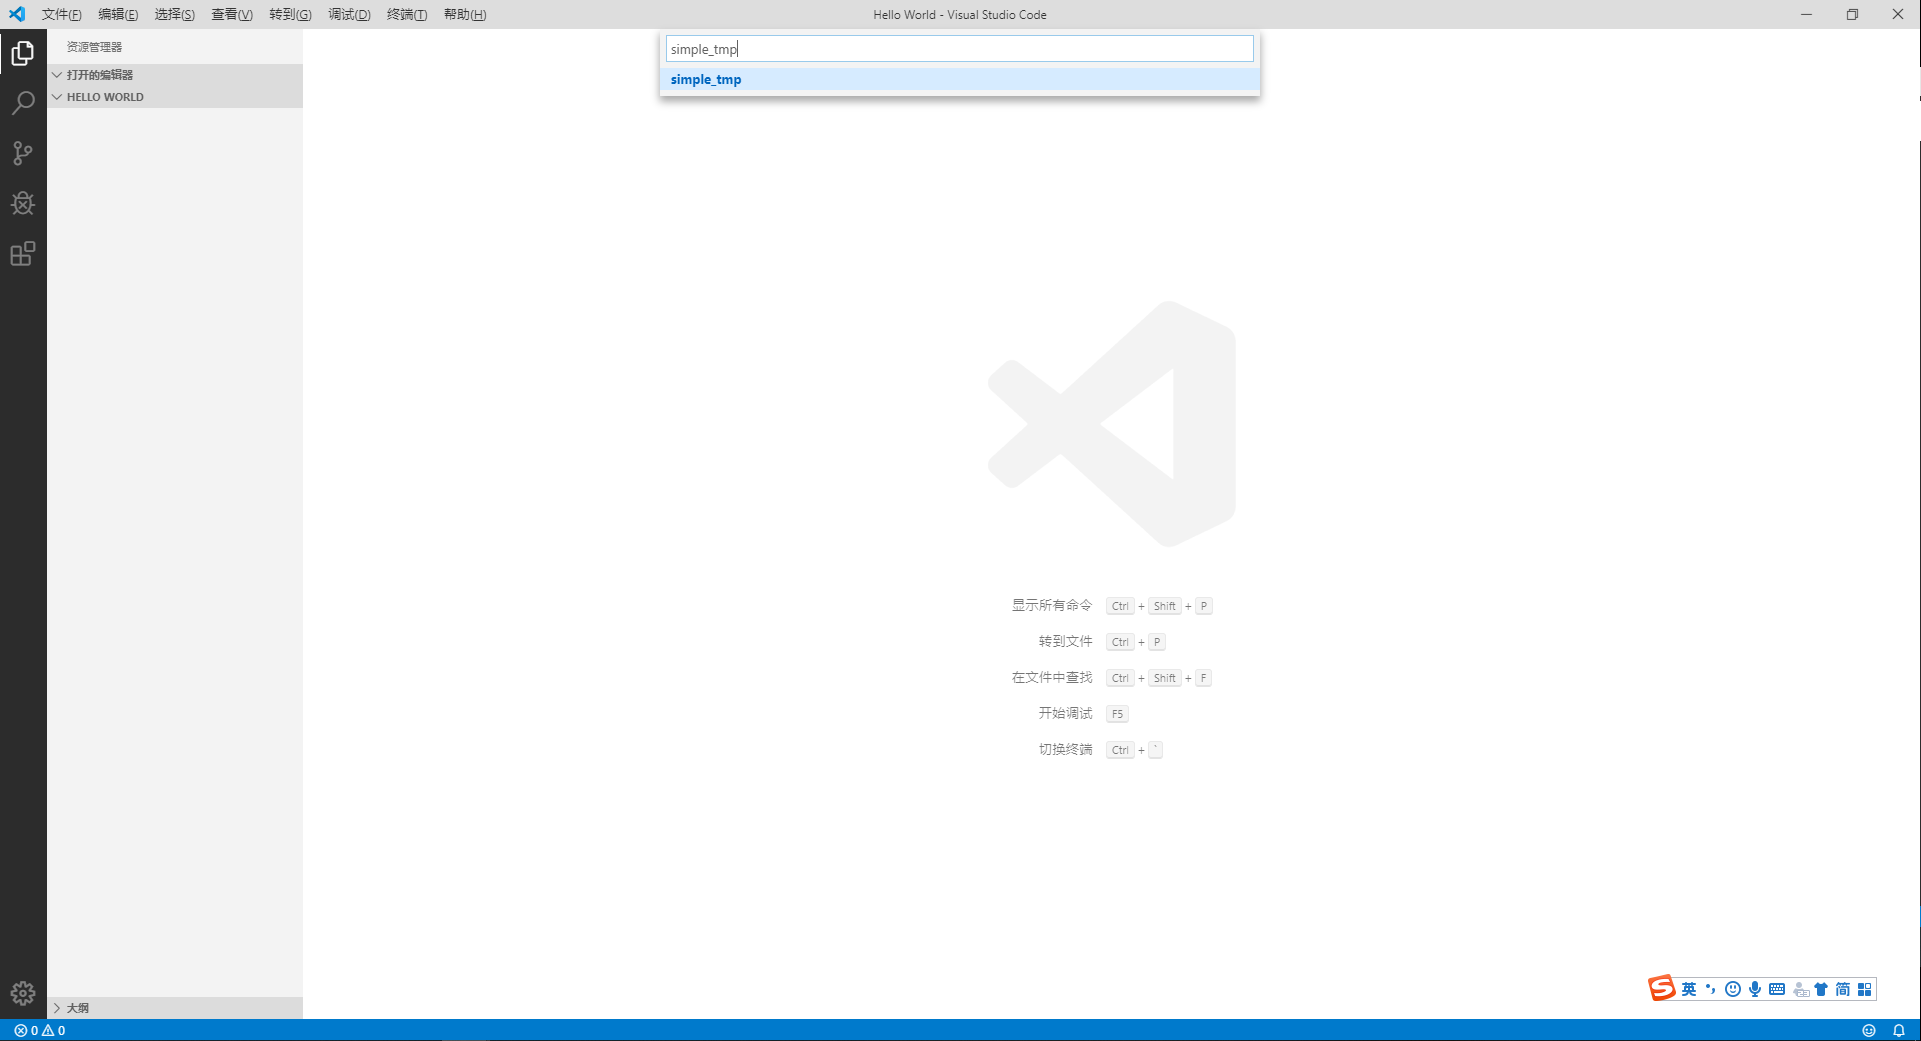 文件(F) 编辑(E) 选择(S) 查看(V) 转到(G) 调试(D) 终端(T) 帮助(H) Hello World - Visual Studio Code
资源管理器
打开的编辑器
HELLO WORLD
simple_tmp
simple_tmp
显示所有命令 Ctrl + Shift + P
转到文件 Ctrl + P
在文件中查找 Ctrl + Shift + F
开始调试 F5
切换终端 Ctrl + `
S 英 简
大纲
0 0